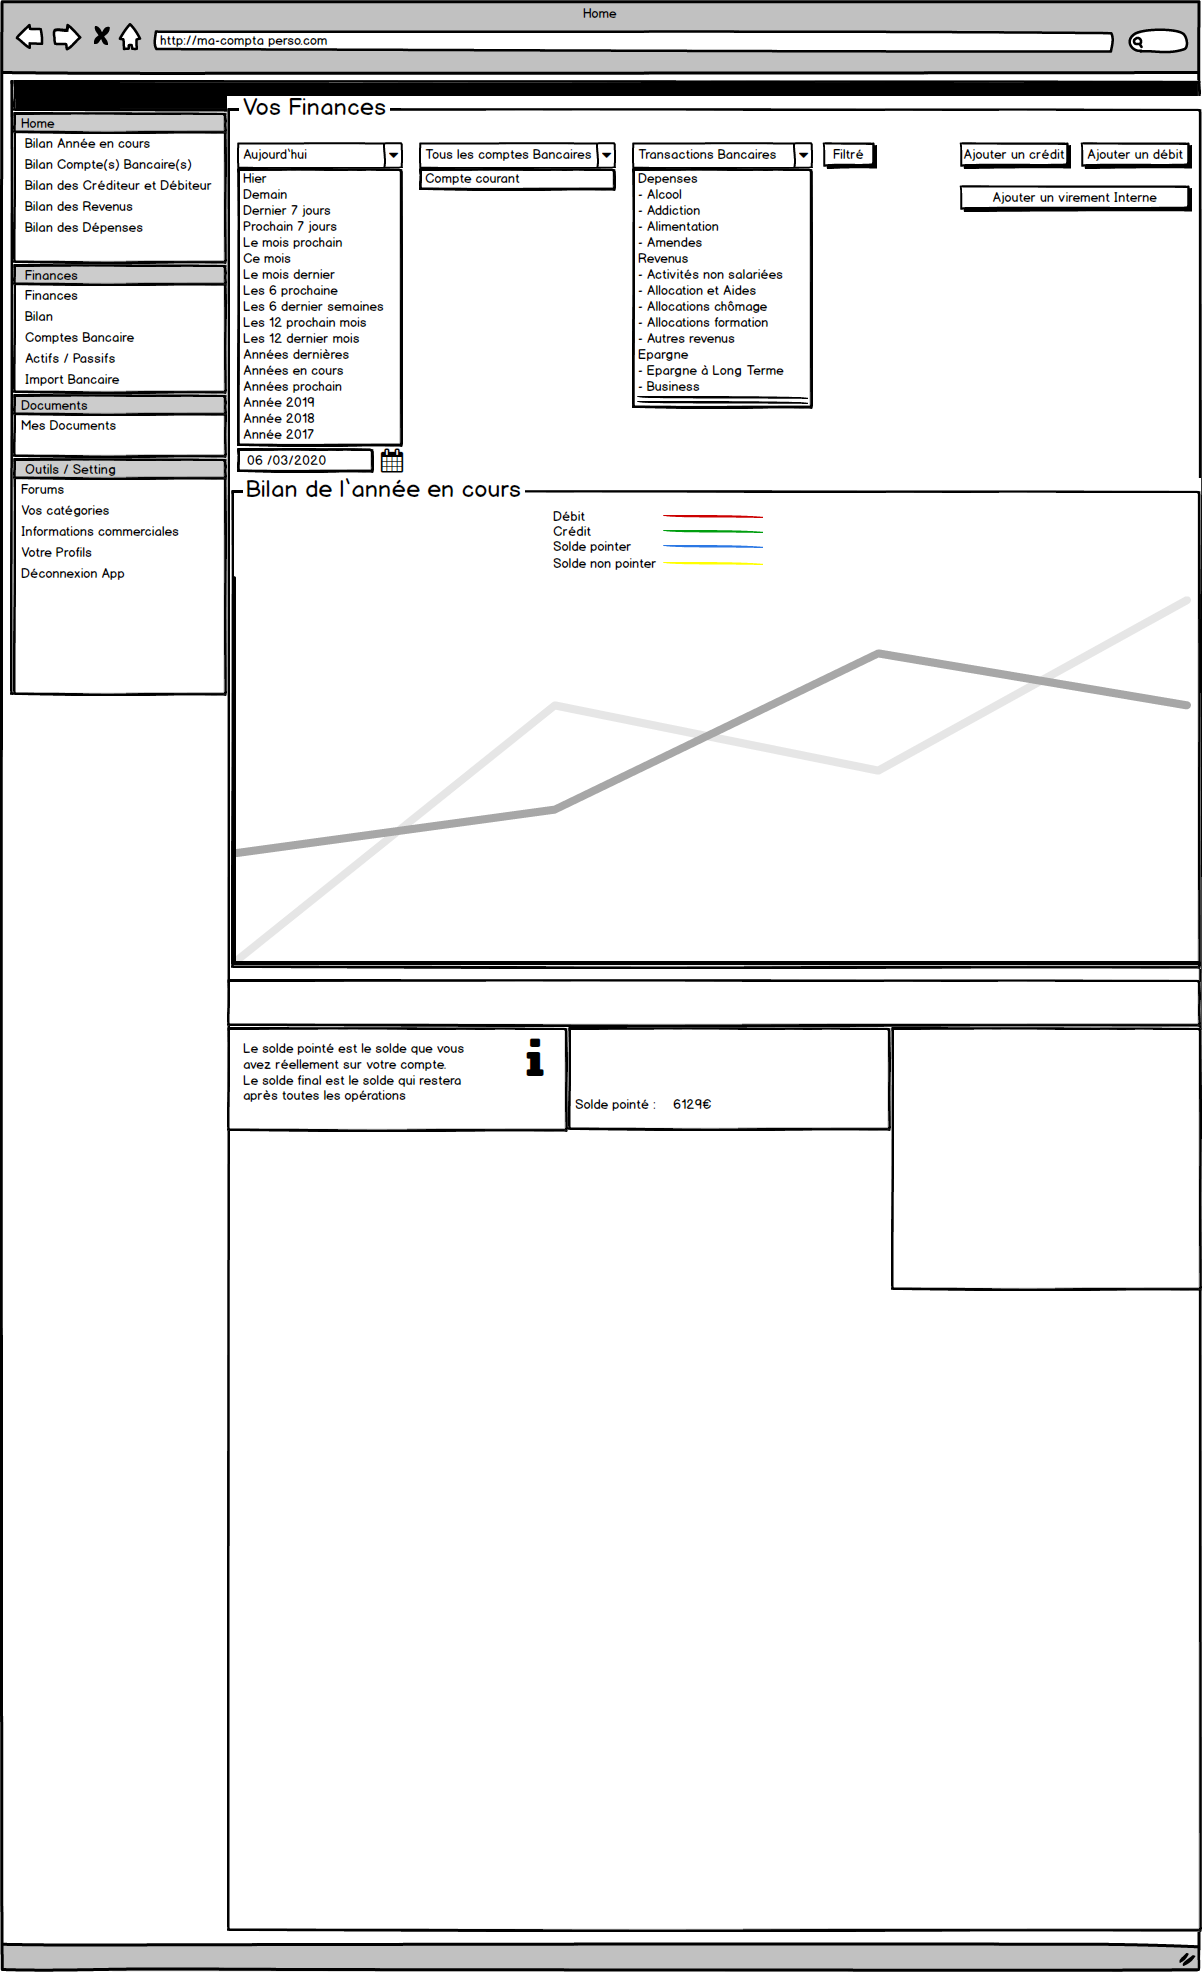 Home
http://ma-compta perso.com
Vos Finances
Home
Bilan Année en cours
Bilan Compte(s) Bancaire(s)
Bilan des Créditeur et Débiteur
Bilan des Revenus
Bilan des Dépenses
Finances
Finances
Bilan
Comptes Bancaire
Actifs / Passifs
Import Bancaire
Documents
Mes Documents
Outils / Setting
Forums
Vos catégories
Informations commerciales
Votre Profils
Déconnexion App
Aujourd'hui
Hier
Demain
Dernier 7 jours
Prochain 7 jours
Le mois prochain
Ce mois
Le mois dernier
Les 6 prochaine
Les 6 dernier semaines
Les 12 prochain mois
Les 12 dernier mois
Années dernières
Années en cours
Années prochain
Année 2019
Année 2018
Année 2017
06 /03/2020
Tous les comptes Bancaires
Compte courant
Transactions Bancaires
Depenses
- Alcool
- Addiction
- Alimentation
- Amendes
Revenus
- Activités non salariées
- Allocation et Aides
- Allocations chômage
- Allocations formation
- Autres revenus
Epargne
- Epargne à Long Terme
- Business
Filtré
Ajouter un crédit
Ajouter un débit
Ajouter un virement Interne
Bilan de l'année en cours
Débit
Crédit
Solde pointer
Solde non pointer
Le solde pointé est le solde que vous
avez réellement sur votre compte.
Le solde final est le solde qui restera
après toutes les opérations
Solde pointé : 6129€